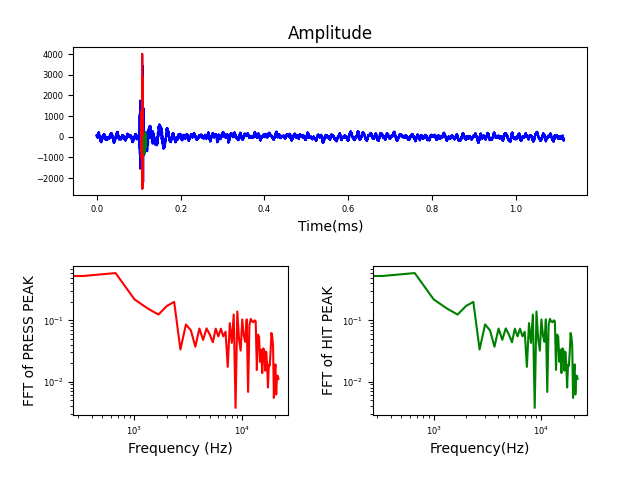 Amplitude
4000
3000
2000
1000
0
−1000
−2000
0.0 0.2 0.4 0.6 0.8 1.0
Time(ms)
FFT of PRESS PEAK
10⁻¹
10⁻²
10³ 10⁴
Frequency (Hz)
FFT of HIT PEAK
10⁻¹
10⁻²
10³ 10⁴
Frequency(Hz)